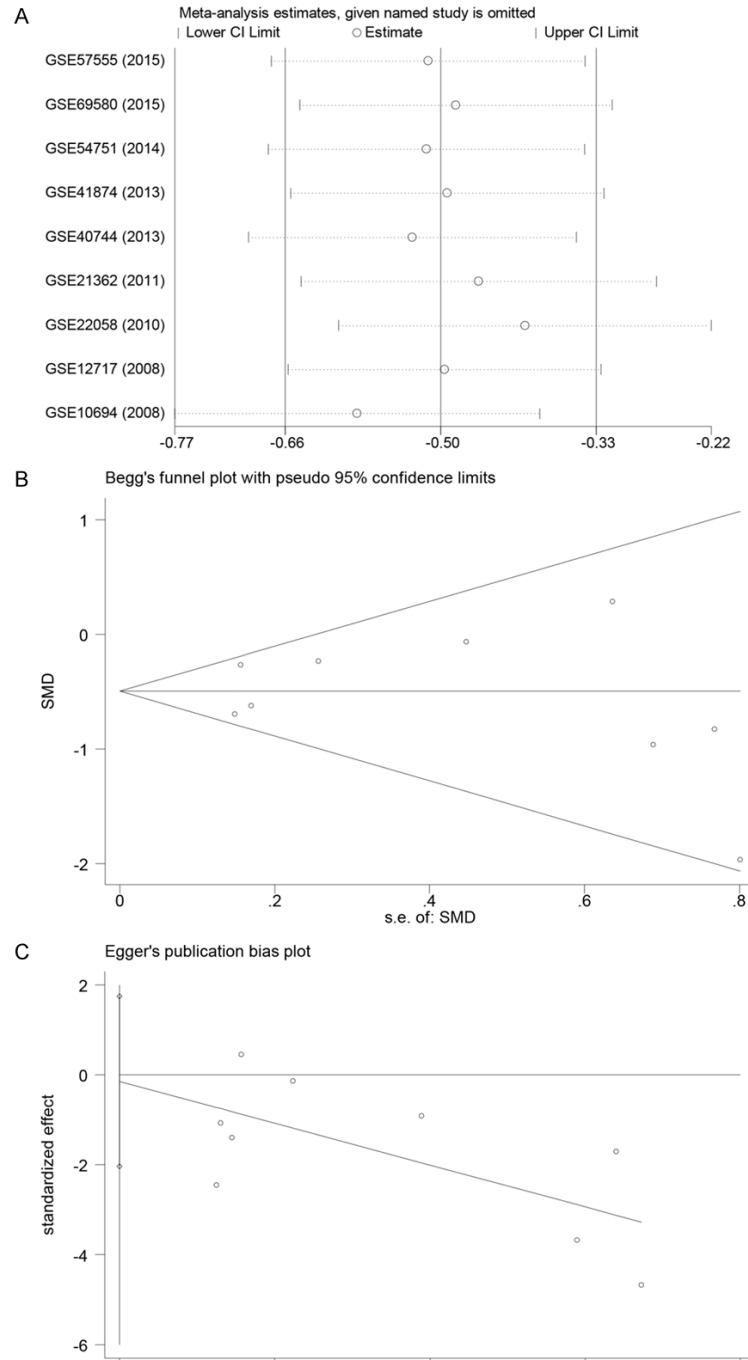 A
Meta-analysis estimates, given named study is omitted
Lower CI Limit Estimate Upper CI Limit
GSE57555 (2015)
GSE69580 (2015)
GSE54751 (2014)
GSE41874 (2013)
GSE40744 (2013)
GSE21362 (2011)
GSE22058 (2010)
GSE12717 (2008)
GSE10694 (2008)
-0.77 -0.66 -0.50 -0.33 -0.22
B
Begg's funnel plot with pseudo 95% confidence limits
1
0
-1
-2
SMD
0 .2 .4 .6 .8
s.e. of: SMD
C
Egger's publication bias plot
2
0
-2
-4
-6
standardized effect